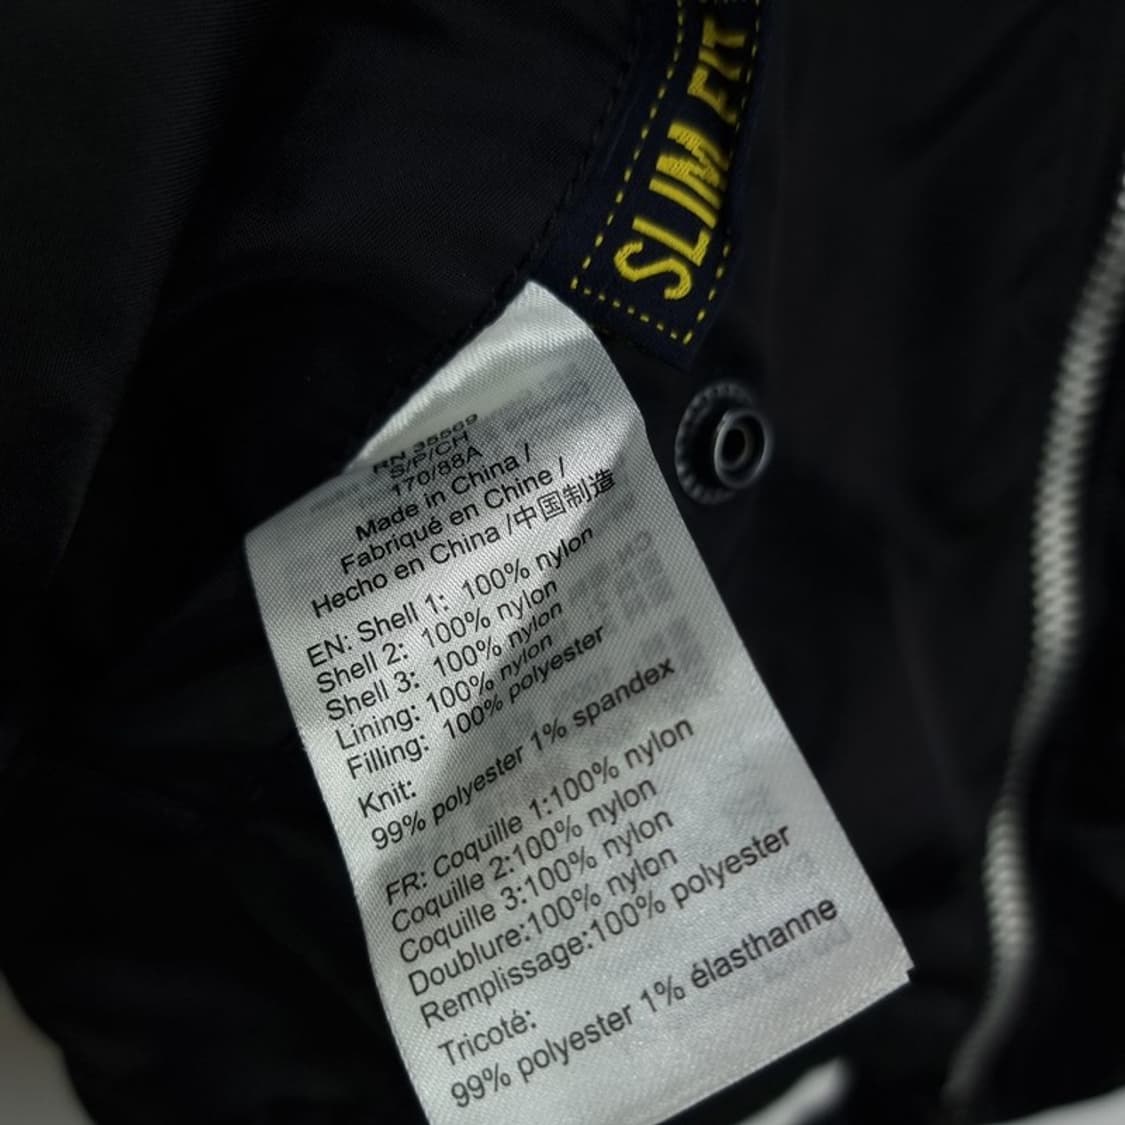 SLIM FIT
RN 35569
S/P/CH
170/88A
Made in China /
Fabriqué en Chine /
Hecho en China /中国制造
EN: Shell 1: 100% nylon
Shell 2: 100% nylon
Shell 3: 100% nylon
Lining: 100% nylon
Filling: 100% polyester
Knit:
99% polyester 1% spandex
FR: Coquille 1:100% nylon
Coquille 2:100% nylon
Coquille 3:100% nylon
Doublure:100% nylon
Remplissage:100% polyester
Tricoté:
99% polyester 1% élasthanne